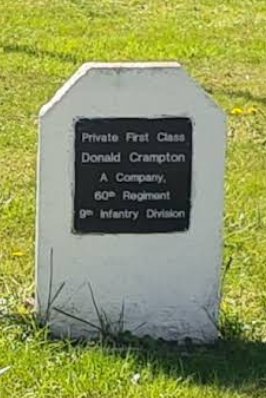 Private First Class
Donald Crampton
A Company,
60th Regiment
9th Infantry Division